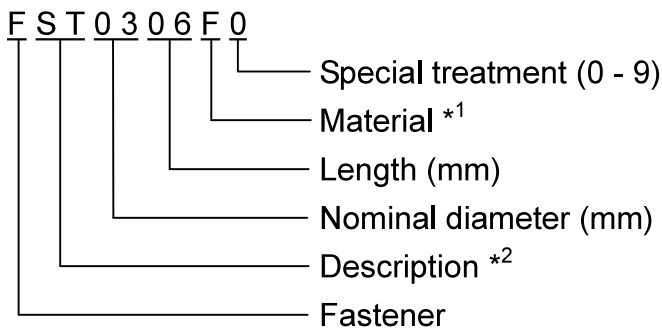 F S T 0 3 0 6 F 0
Special treatment (0 - 9)
Material *1
Length (mm)
Nominal diameter (mm)
Description *2
Fastener